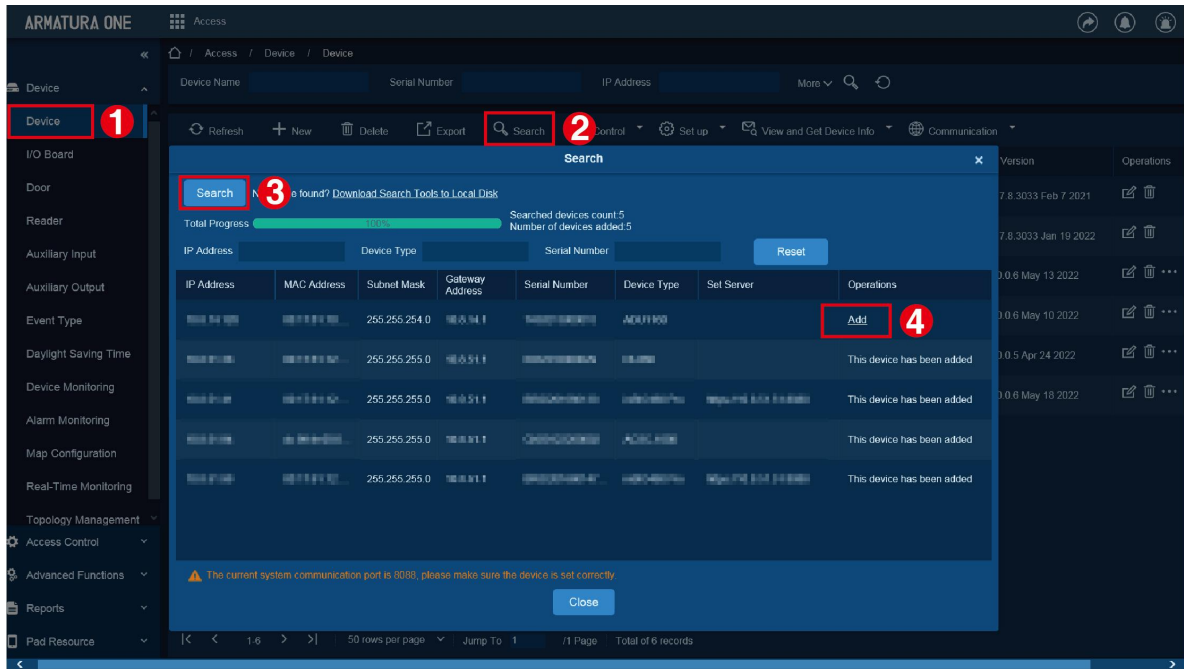 ARMATURA ONE
Access
Access / Device / Device
Device Name Serial Number IP Address More
Device
Device 1
I/O Board
Door
Reader
Auxiliary Input
Auxiliary Output
Event Type
Daylight Saving Time
Device Monitoring
Alarm Monitoring
Map Configuration
Real-Time Monitoring
Topology Management
Access Control
Advanced Functions
Reports
Pad Resource
Refresh New Delete Export Search 2 ontrol Set up View and Get Device Info Communication
Search
Version Operations
Search N 3 e found? Download Search Tools to Local Disk
Total Progress 100% Searched devices count:5
Number of devices added:5
IP Address Device Type Serial Number Reset
IP Address MAC Address Subnet Mask Gateway Address Serial Number Device Type Set Server Operations
255.255.254.0 Add 4
255.255.255.0 This device has been added
255.255.255.0 This device has been added
255.255.255.0 This device has been added
255.255.255.0 This device has been added
7.8.3033 Feb 7 2021
7.8.3033 Jan 19 2022
0.0.6 May 13 2022
0.0.6 May 10 2022
0.0.5 Apr 24 2022
0.0.6 May 18 2022
The current system communication port is 8088, please make sure the device is set correctly
Close
1-6 50 rows per page Jump To 1 /1 Page Total of 6 records